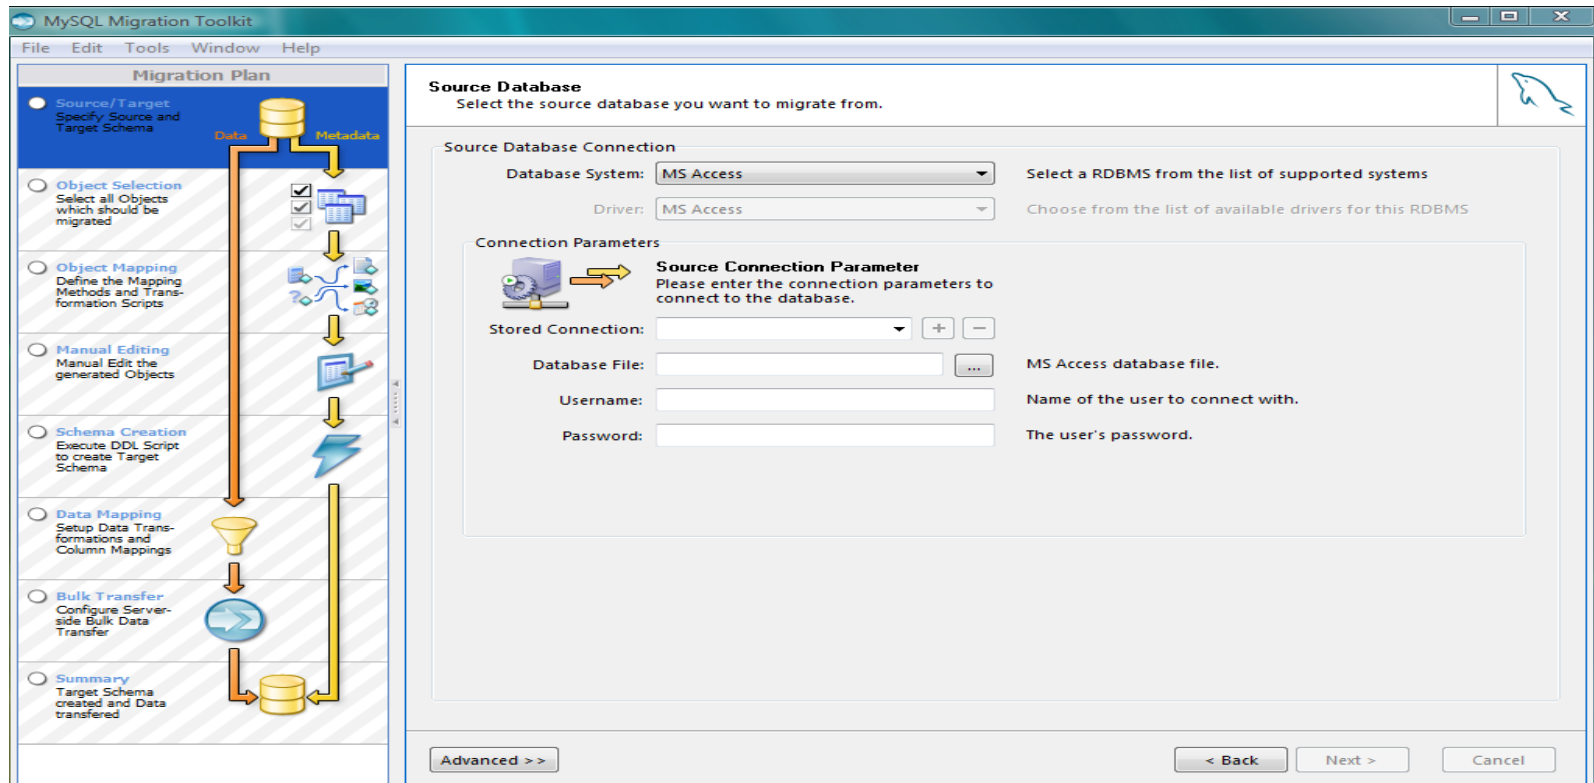 MySQL Migration Toolkit
File Edit Tools Window Help
Migration Plan
Source/Target
Specify Source and
Target Schema
Data
Metadata
Object Selection
Select all Objects
which should be
migrated
Object Mapping
Define the Mapping
Methods and Trans-
formation Scripts
Manual Editing
Manual Edit the
generated Objects
Schema Creation
Execute DDL Script
to create Target
Schema
Data Mapping
Setup Data Trans-
formations and
Column Mappings
Bulk Transfer
Configure Server-
side Bulk Data
Transfer
Summary
Target Schema
created and Data
transfered
Source Database
Select the source database you want to migrate from.
Source Database Connection
Database System: MS Access Select a RDBMS from the list of supported systems
Driver: MS Access Choose from the list of available drivers for this RDBMS
Connection Parameters
Source Connection Parameter
Please enter the connection parameters to
connect to the database.
Stored Connection: + −
Database File: ... MS Access database file.
Username: Name of the user to connect with.
Password: The user's password.
Advanced >> < Back Next > Cancel